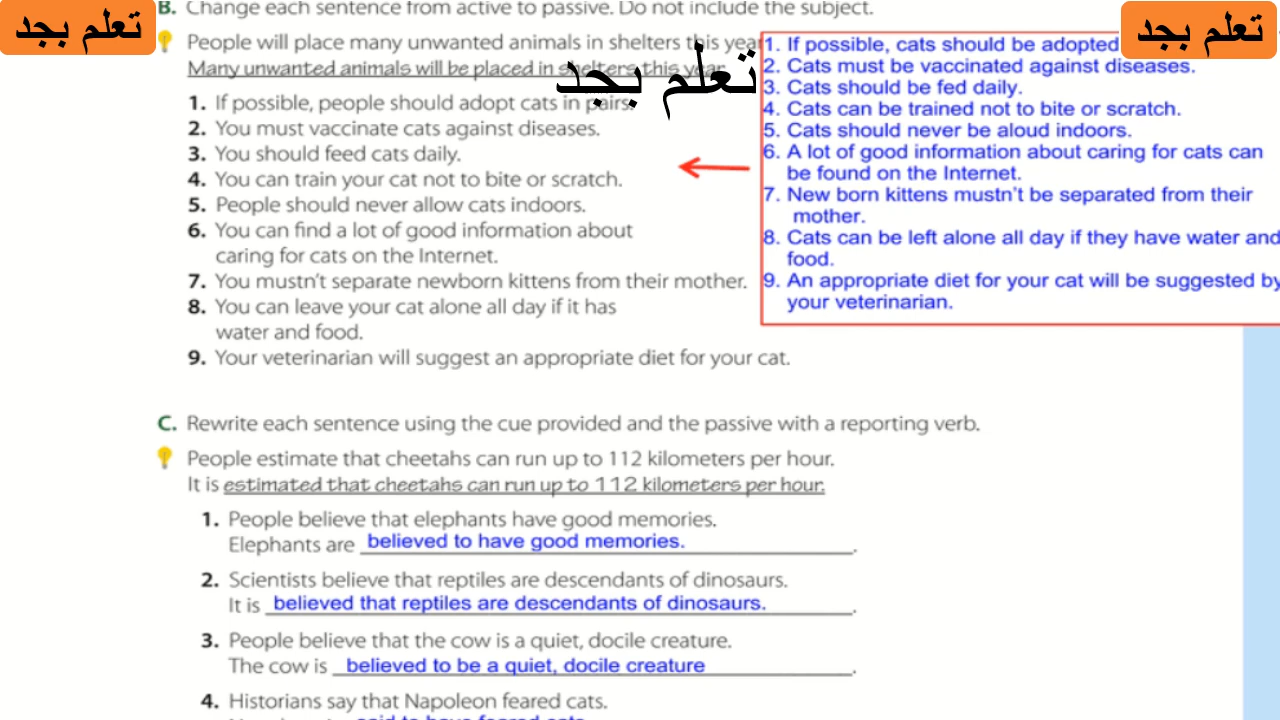 B. Change each sentence from active to passive. Do not include the subject.
تعلم بجد
تعلم بجد
تعلم بجد
People will place many unwanted animals in shelters this year
Many unwanted animals will be placed in shelters this year
1. If possible, people should adopt cats in pairs.
2. You must vaccinate cats against diseases.
3. You should feed cats daily.
4. You can train your cat not to bite or scratch.
5. People should never allow cats indoors.
6. You can find a lot of good information about
caring for cats on the Internet.
7. You mustn't separate newborn kittens from their mother.
8. You can leave your cat alone all day if it has
water and food.
9. Your veterinarian will suggest an appropriate diet for your cat.
1. If possible, cats should be adopted
2. Cats must be vaccinated against diseases.
3. Cats should be fed daily.
4. Cats can be trained not to bite or scratch.
5. Cats should never be aloud indoors.
6. A lot of good information about caring for cats can
be found on the Internet.
7. New born kittens mustn't be separated from their
mother.
8. Cats can be left alone all day if they have water and
food.
9. An appropriate diet for your cat will be suggested by
your veterinarian.
C. Rewrite each sentence using the cue provided and the passive with a reporting verb.
People estimate that cheetahs can run up to 112 kilometers per hour.
It is estimated that cheetahs can run up to 112 kilometers per hour.
1. People believe that elephants have good memories.
Elephants are believed to have good memories. .
2. Scientists believe that reptiles are descendants of dinosaurs.
It is believed that reptiles are descendants of dinosaurs. .
3. People believe that the cow is a quiet, docile creature.
The cow is believed to be a quiet, docile creature .
4. Historians say that Napoleon feared cats.
said to have feared cats